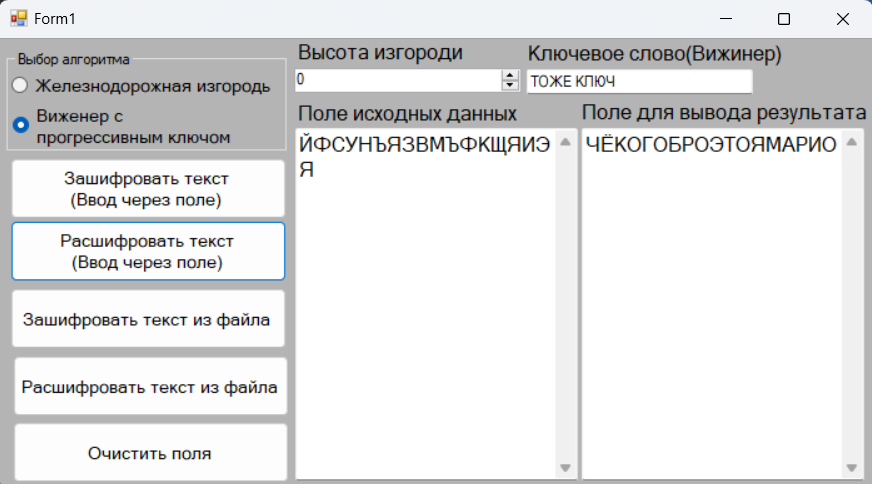 Form1
Выбор алгоритма
Железнодорожная изгородь
Виженер с
прогрессивным ключом
Зашифровать текст
(Ввод через поле)
Расшифровать текст
(Ввод через поле)
Зашифровать текст из файла
Расшифровать текст из файла
Очистить поля
Высота изгороди
0
Ключевое слово(Вижинер)
ТОЖЕ КЛЮЧ
Поле исходных данных
ЙФСУНЪЯЗВМЪФКЩЯИЭ
Я
Поле для вывода результата
ЧЁКОГОБРОЭТОЯМАРИО